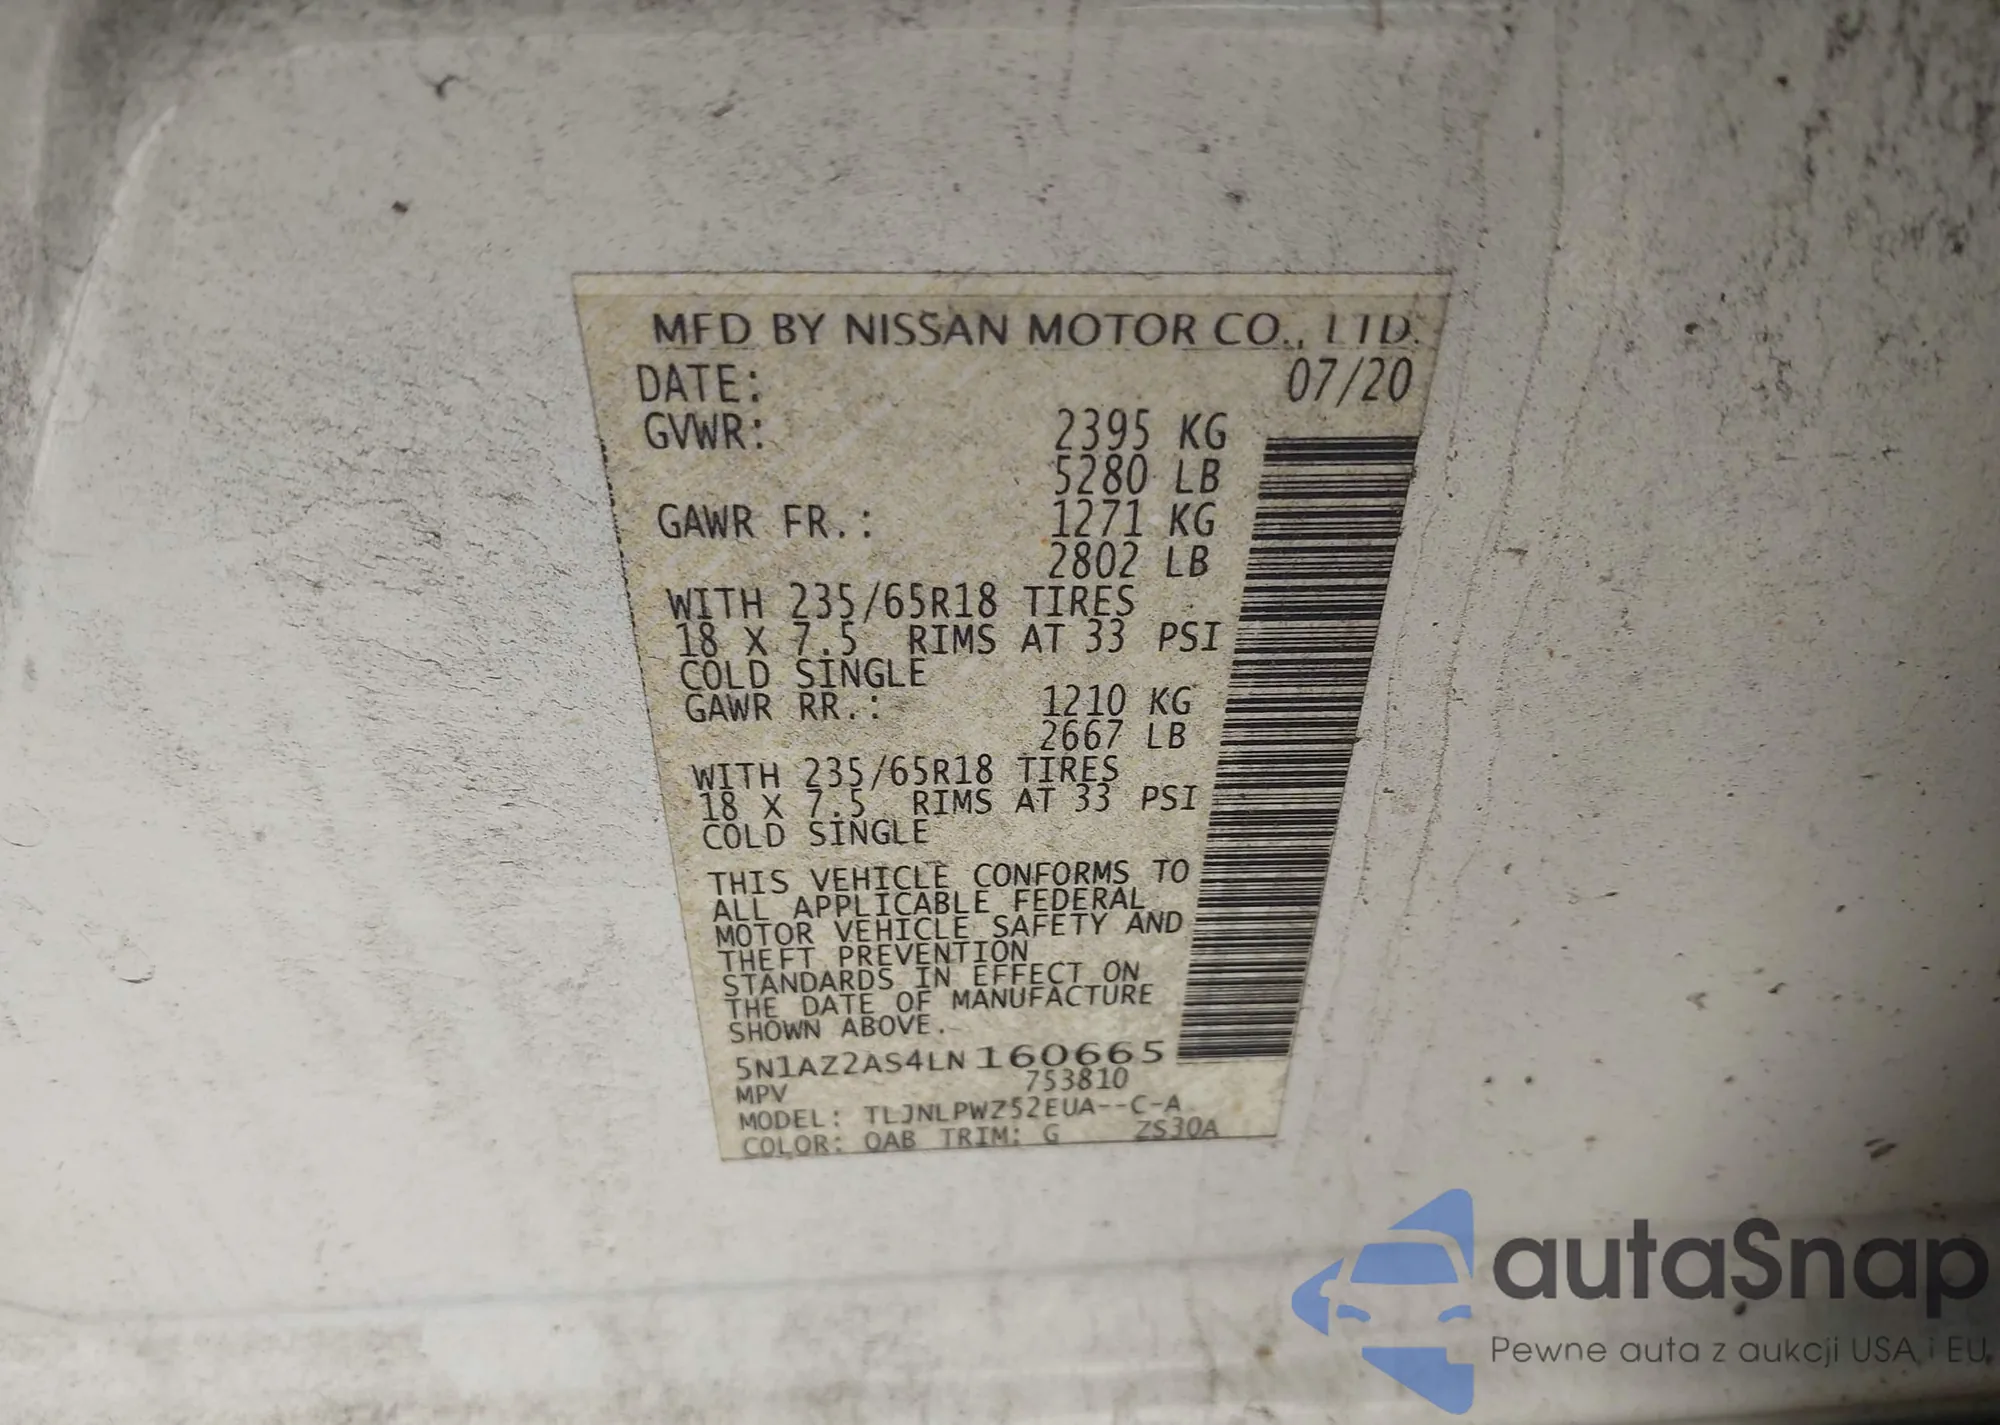 MFD BY NISSAN MOTOR CO., LTD.
DATE: 07/20
GVWR: 2395 KG
5280 LB
GAWR FR.: 1271 KG
2802 LB
WITH 235/65R18 TIRES
18 X 7.5 RIMS AT 33 PSI
COLD SINGLE
GAWR RR.: 1210 KG
2667 LB
WITH 235/65R18 TIRES
18 X 7.5 RIMS AT 33 PSI
COLD SINGLE
THIS VEHICLE CONFORMS TO
ALL APPLICABLE FEDERAL
MOTOR VEHICLE SAFETY AND
THEFT PREVENTION
STANDARDS IN EFFECT ON
THE DATE OF MANUFACTURE
SHOWN ABOVE.
5N1AZ2AS4LN160665
MPV 753810
MODEL: TLJNLPWZ52EUA--C-A
COLOR: QAB TRIM: G ZS30A
autaSnap
Pewne auta z aukcji USA i EU